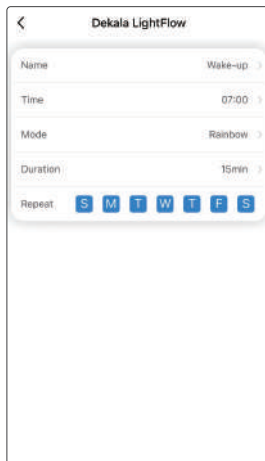 Dekala LightFlow
Name Wake-up
Time 07:00
Mode Rainbow
Duration 15min
Repeat S M T W T F S